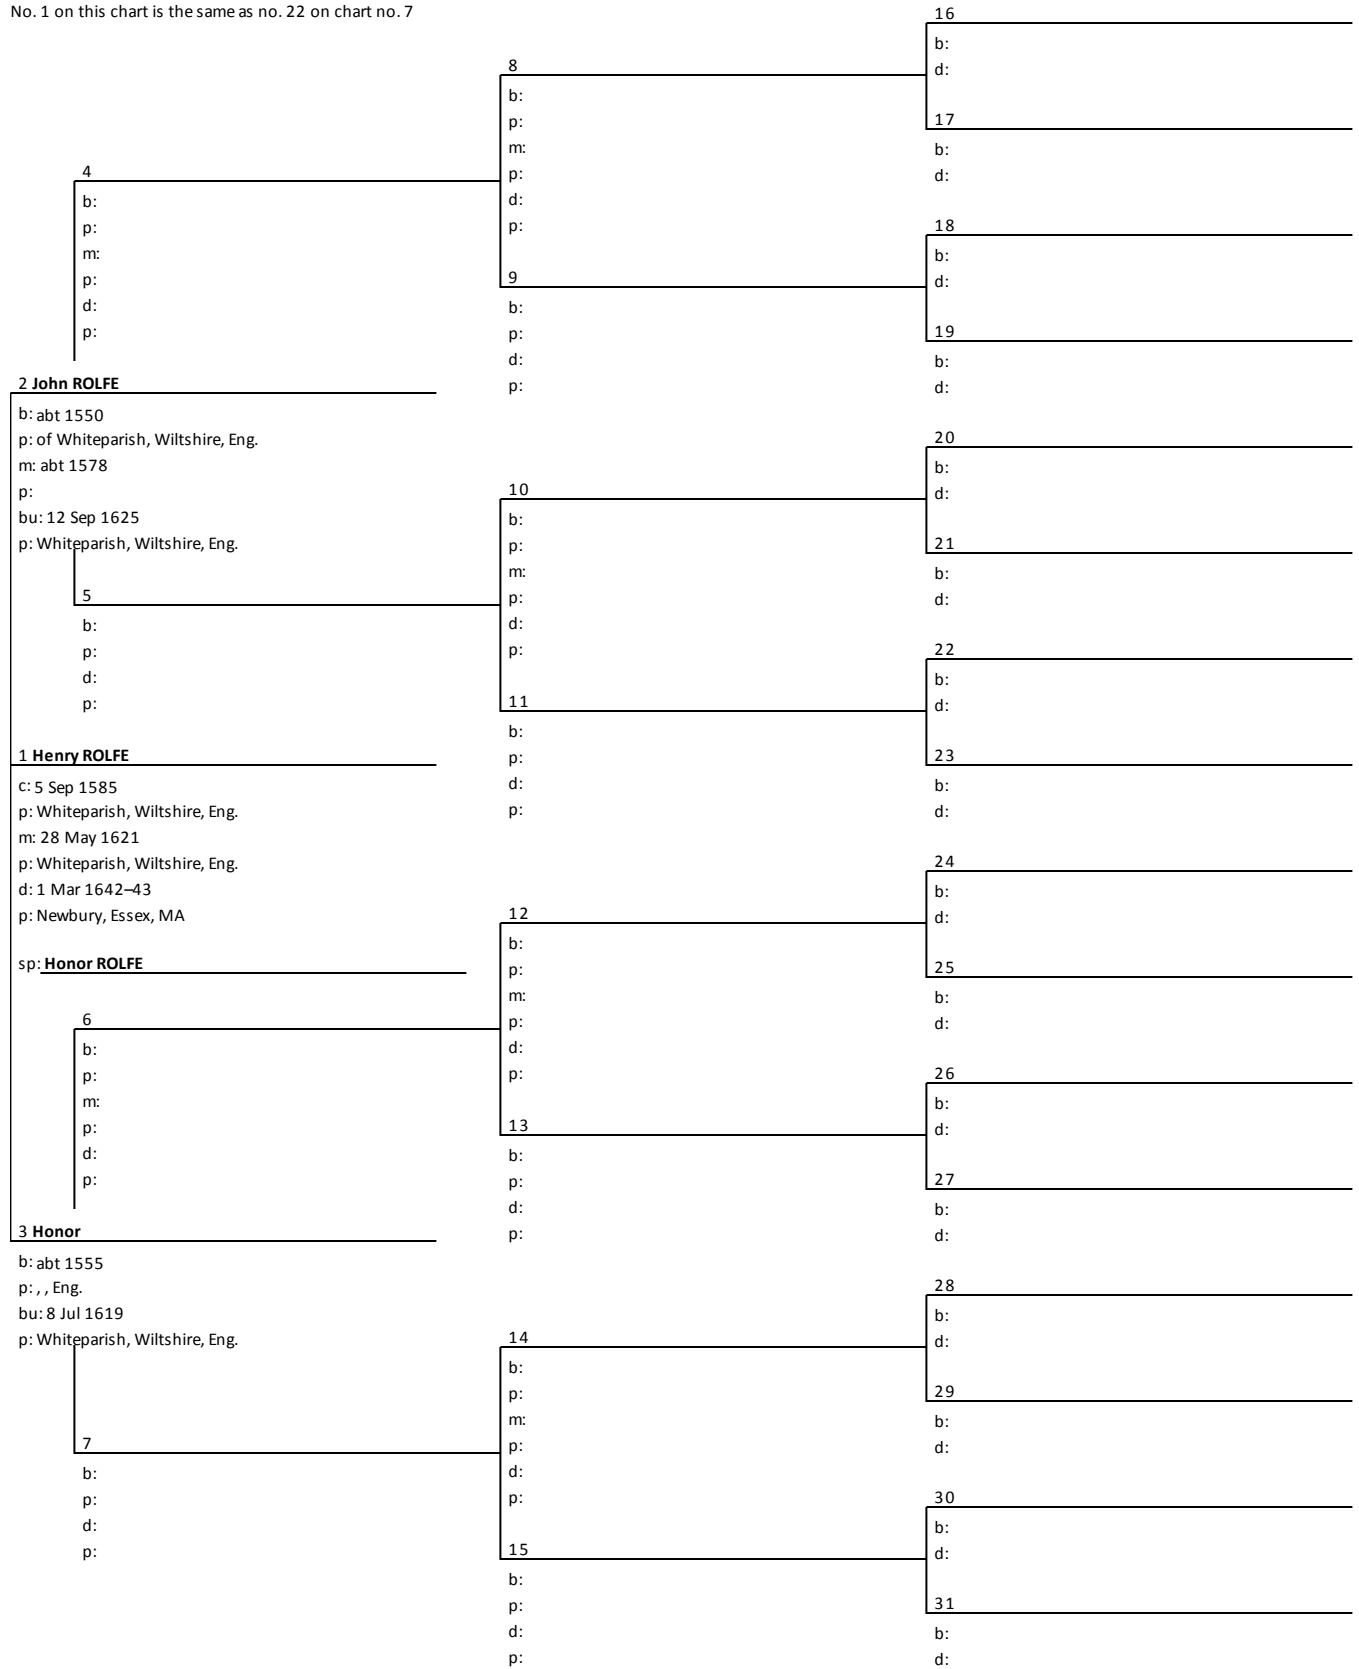 No. 1 on this chart is the same as no. 22 on chart no. 7
2 John ROLFE
b: abt 1550
p: of Whiteparish, Wiltshire, Eng.
m: abt 1578
p:
bu: 12 Sep 1625
p: Whiteparish, Wiltshire, Eng.
1 Henry ROLFE
c: 5 Sep 1585
p: Whiteparish, Wiltshire, Eng.
m: 28 May 1621
p: Whiteparish, Wiltshire, Eng.
d: 1 Mar 1642–43
p: Newbury, Essex, MA
sp: Honor ROLFE
3 Honor
b: abt 1555
p: , , Eng.
bu: 8 Jul 1619
p: Whiteparish, Wiltshire, Eng.
4
b:
p:
m:
p:
d:
p:
5
b:
p:
d:
p:
6
b:
p:
m:
p:
d:
p:
7
b:
p:
d:
p:
8
b:
p:
m:
p:
d:
p:
9
b:
p:
d:
p:
10
b:
p:
m:
p:
d:
p:
11
b:
p:
d:
p:
12
b:
p:
m:
p:
d:
p:
13
b:
p:
d:
p:
14
b:
p:
m:
p:
d:
p:
15
b:
p:
d:
p:
16
b:
d:
17
b:
d:
18
b:
d:
19
b:
d:
20
b:
d:
21
b:
d:
22
b:
d:
23
b:
d:
24
b:
d:
25
b:
d:
26
b:
d:
27
b:
d:
28
b:
d:
29
b:
d:
30
b:
d:
31
b:
d: